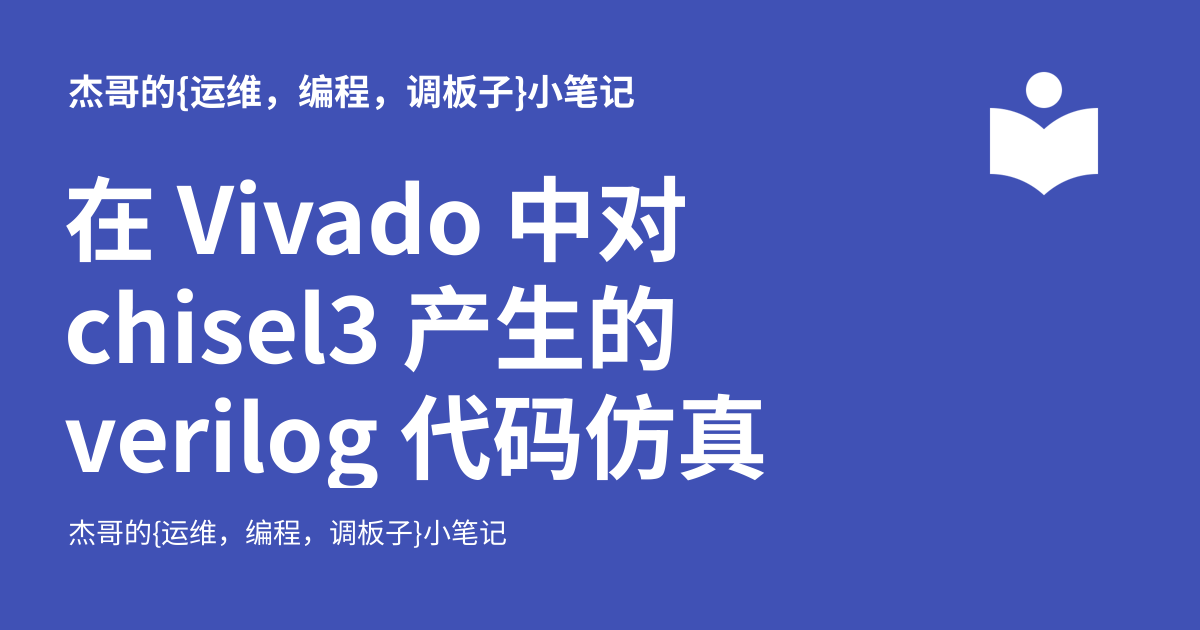 杰哥的{运维，编程，调板子}小笔记
在 Vivado 中对
chisel3 产生的
verilog 代码仿真
杰哥的{运维，编程，调板子}小笔记